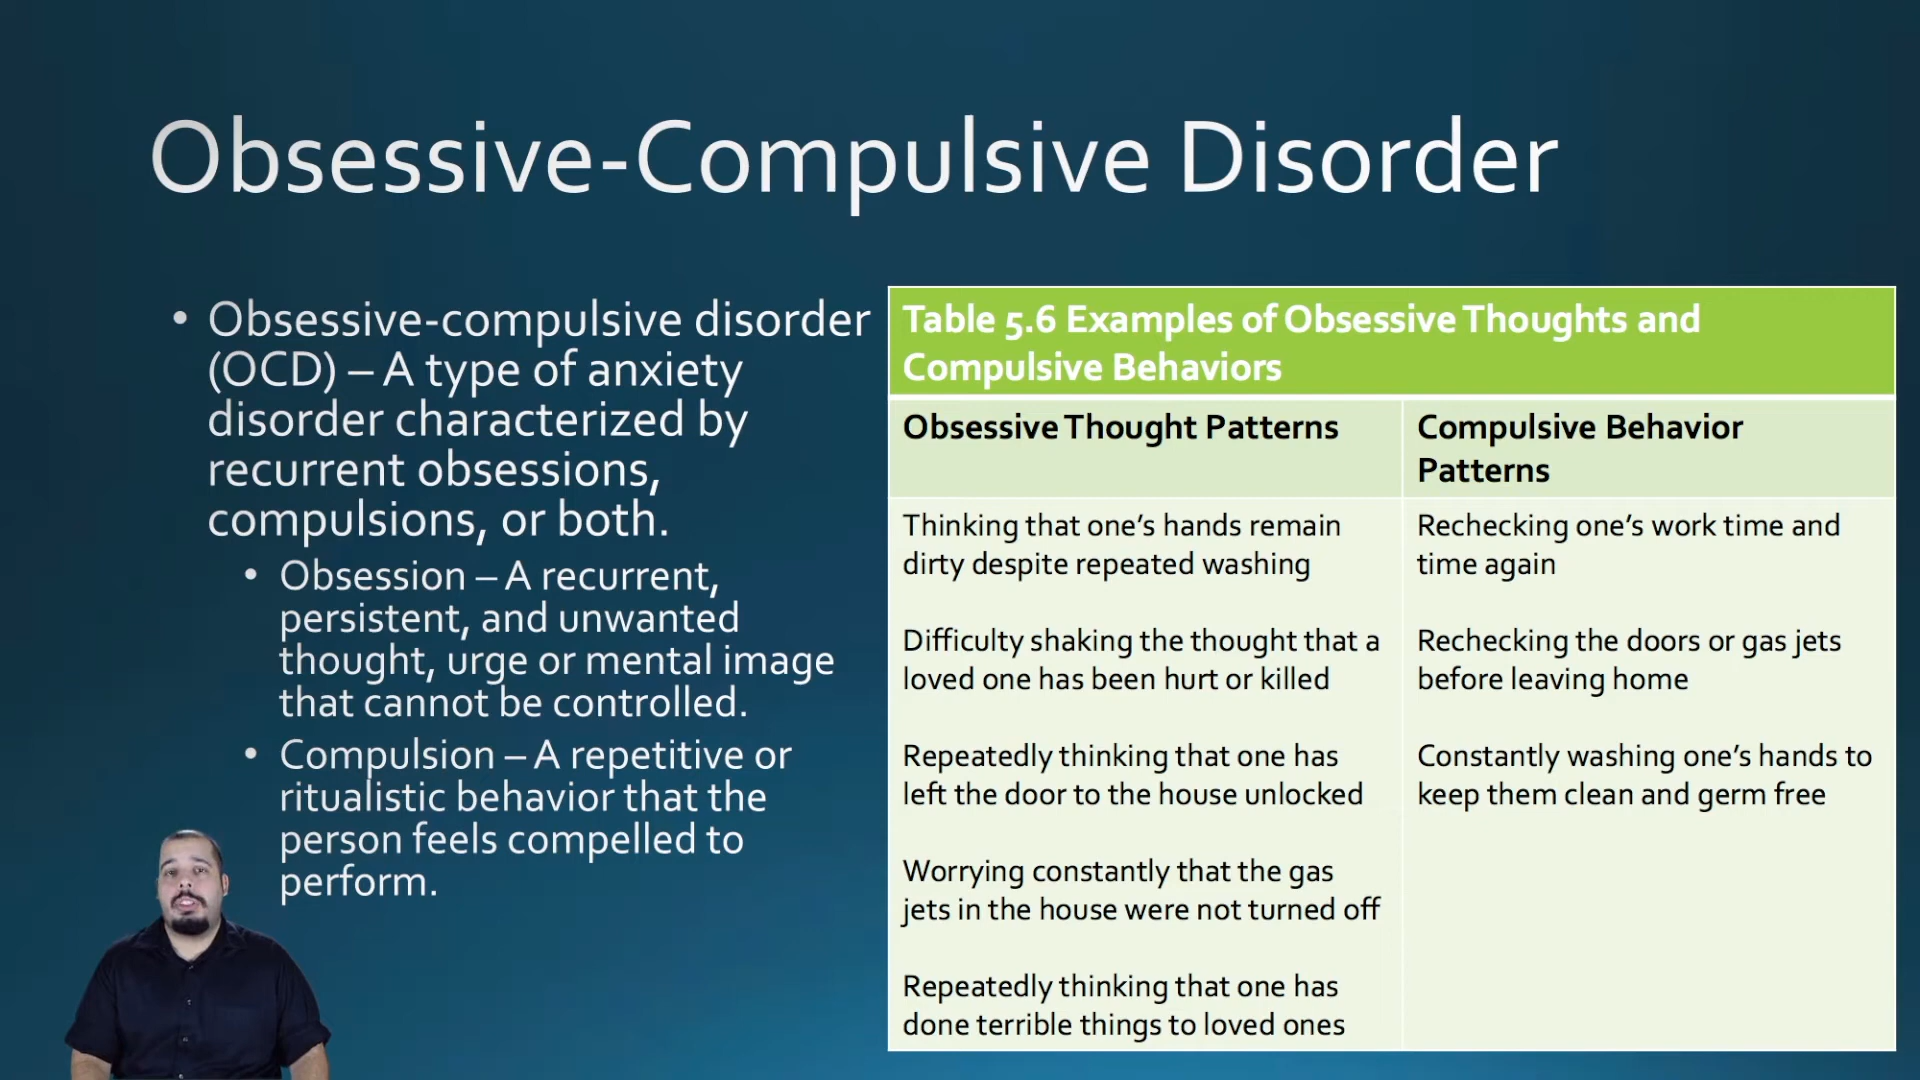 Obsessive-Compulsive Disorder
• Obsessive-compulsive disorder
(OCD) – A type of anxiety
disorder characterized by
recurrent obsessions,
compulsions, or both.
• Obsession – A recurrent,
persistent, and unwanted
thought, urge or mental image
that cannot be controlled.
• Compulsion – A repetitive or
ritualistic behavior that the
person feels compelled to
perform.
Table 5.6 Examples of Obsessive Thoughts and
Compulsive Behaviors
Obsessive Thought Patterns
Compulsive Behavior
Patterns
Thinking that one's hands remain
dirty despite repeated washing
Difficulty shaking the thought that a
loved one has been hurt or killed
Repeatedly thinking that one has
left the door to the house unlocked
Worrying constantly that the gas
jets in the house were not turned off
Repeatedly thinking that one has
done terrible things to loved ones
Rechecking one's work time and
time again
Rechecking the doors or gas jets
before leaving home
Constantly washing one's hands to
keep them clean and germ free